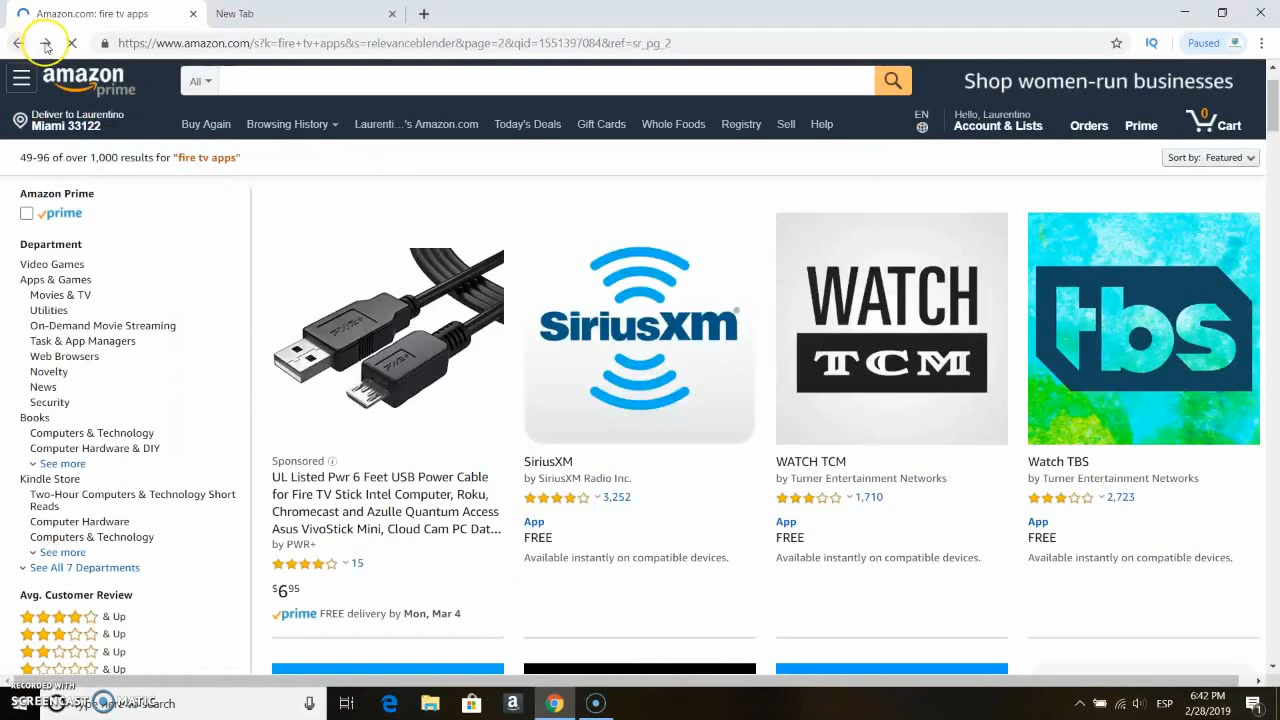 Amazon.com: fire tv apps
New Tab
https://www.amazon.com/s?k=fire+tv+apps&s=relevanceblender&page=2&qid=1551397084&ref=sr_pg_2
IQ
Paused
amazon
prime
All
Shop women-run businesses
Deliver to Laurentino
Miami 33122
Buy Again
Browsing History
Laurenti...'s Amazon.com
Today's Deals
Gift Cards
Whole Foods
Registry
Sell
Help
EN
Hello, Laurentino
Account & Lists
Orders
Prime
0
Cart
49-96 of over 1,000 results for "fire tv apps"
Sort by: Featured
Amazon Prime
prime
Department
Video Games
Apps & Games
Movies & TV
Utilities
On-Demand Movie Streaming
Task & App Managers
Web Browsers
Novelty
News
Security
Books
Computers & Technology
Computer Hardware & DIY
See more
Kindle Store
Two-Hour Computers & Technology Short
Reads
Computer Hardware
Computers & Technology
See more
See All 7 Departments
Avg. Customer Review
& Up
& Up
& Up
& Up
PWR+
PWR+
Sponsored
UL Listed Pwr 6 Feet USB Power Cable
for Fire TV Stick Intel Computer, Roku,
Chromecast and Azulle Quantum Access
Asus VivoStick Mini, Cloud Cam PC Dat...
by PWR+
15
$6.95
prime FREE delivery by Mon, Mar 4
SiriusXM®
SiriusXM
by SiriusXM Radio Inc.
3,252
App
FREE
Available instantly on compatible devices.
WATCH
TCM
WATCH TCM
by Turner Entertainment Networks
1,710
App
FREE
Available instantly on compatible devices.
tbs
Watch TBS
by Turner Entertainment Networks
2,723
App
FREE
Available instantly on compatible devices.
RECORDED WITH
SCREENCAST MATIC
here to search
ESP
6:42 PM
2/28/2019
1